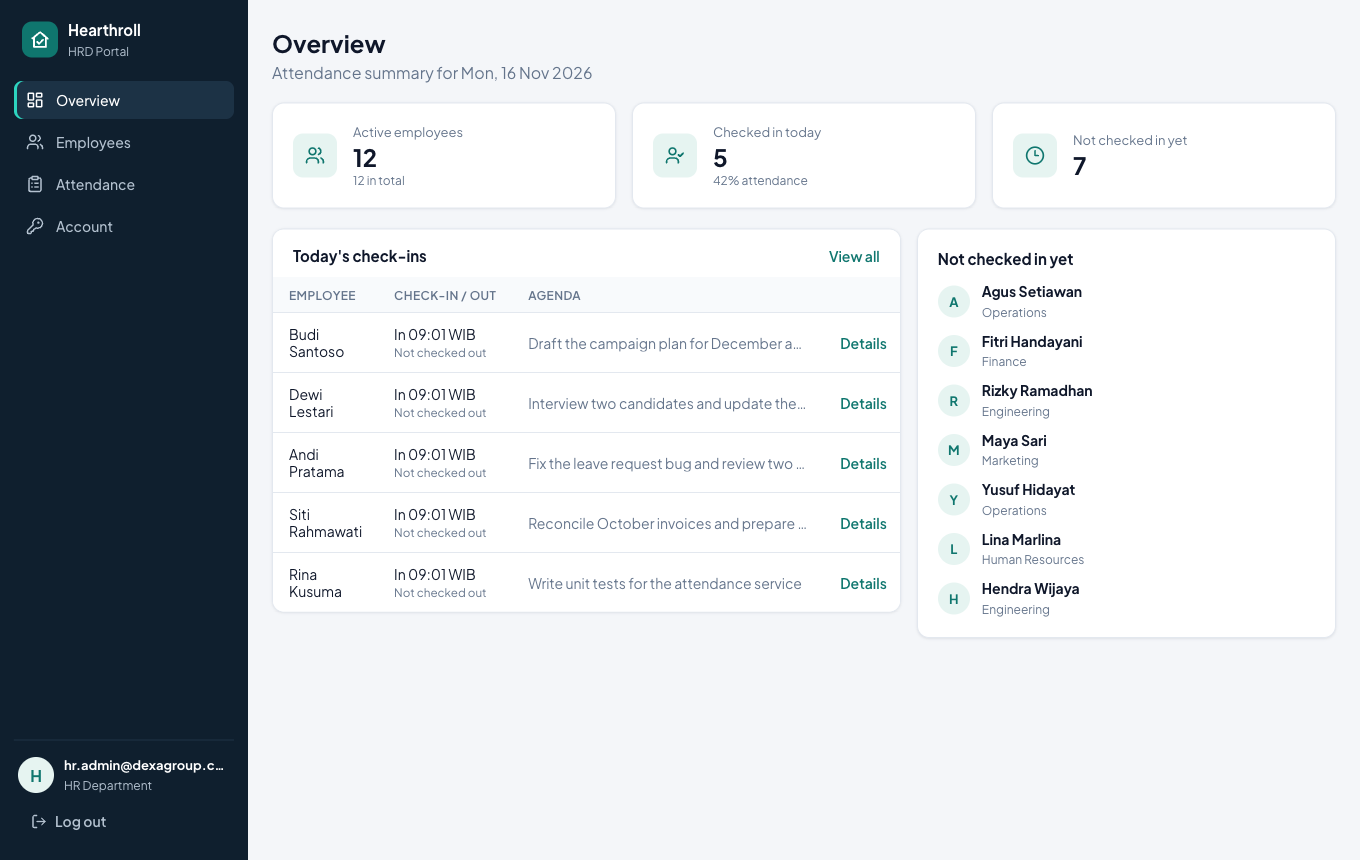 Hearthroll
HRD Portal
Overview
Employees
Attendance
Account
hr.admin@dexagroup.c…
HR Department
Log out
Overview
Attendance summary for Mon, 16 Nov 2026
Active employees
12
12 in total
Checked in today
5
42% attendance
Not checked in yet
7
Today's check-ins
View all
EMPLOYEE CHECK-IN / OUT AGENDA
Budi Santoso
In 09:01 WIB
Not checked out
Draft the campaign plan for December a…
Details
Dewi Lestari
In 09:01 WIB
Not checked out
Interview two candidates and update the…
Details
Andi Pratama
In 09:01 WIB
Not checked out
Fix the leave request bug and review two …
Details
Siti Rahmawati
In 09:01 WIB
Not checked out
Reconcile October invoices and prepare …
Details
Rina Kusuma
In 09:01 WIB
Not checked out
Write unit tests for the attendance service
Details
Not checked in yet
A
Agus Setiawan
Operations
F
Fitri Handayani
Finance
R
Rizky Ramadhan
Engineering
M
Maya Sari
Marketing
Y
Yusuf Hidayat
Operations
L
Lina Marlina
Human Resources
H
Hendra Wijaya
Engineering
H